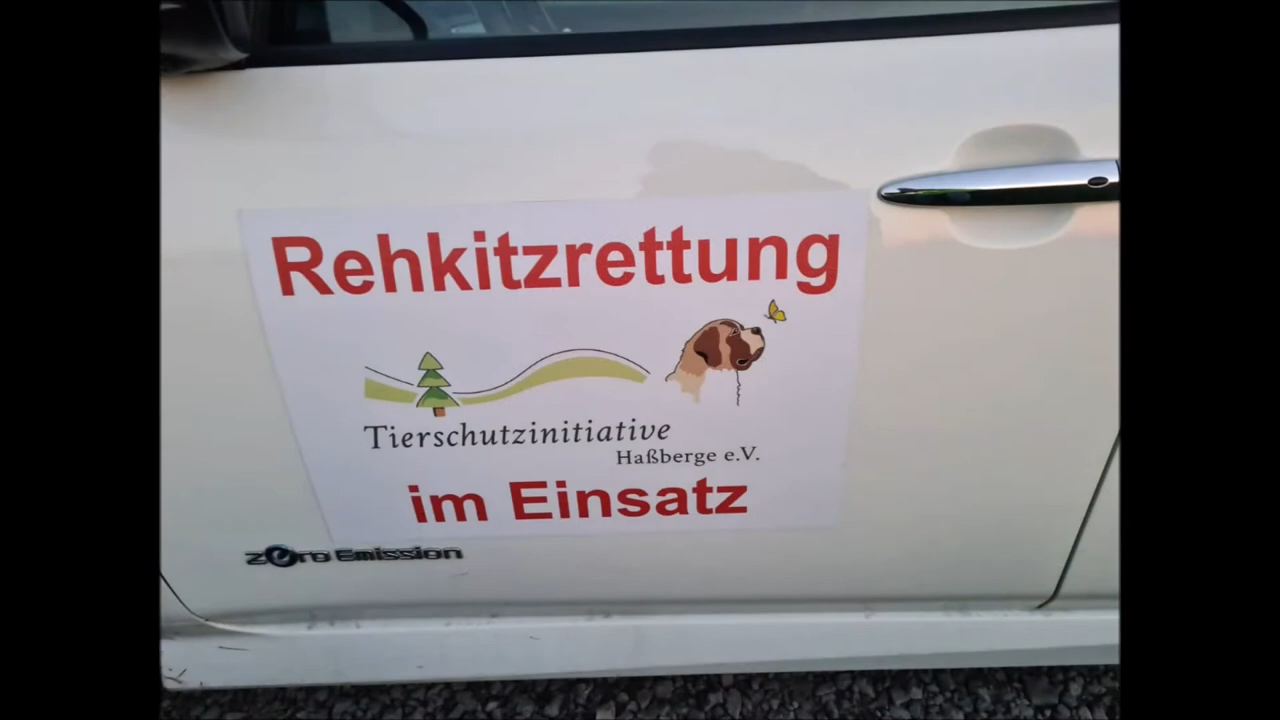 Rehkitzrettung
Tierschutzinitiative
Haßberge e.V.
im Einsatz
zero Emission